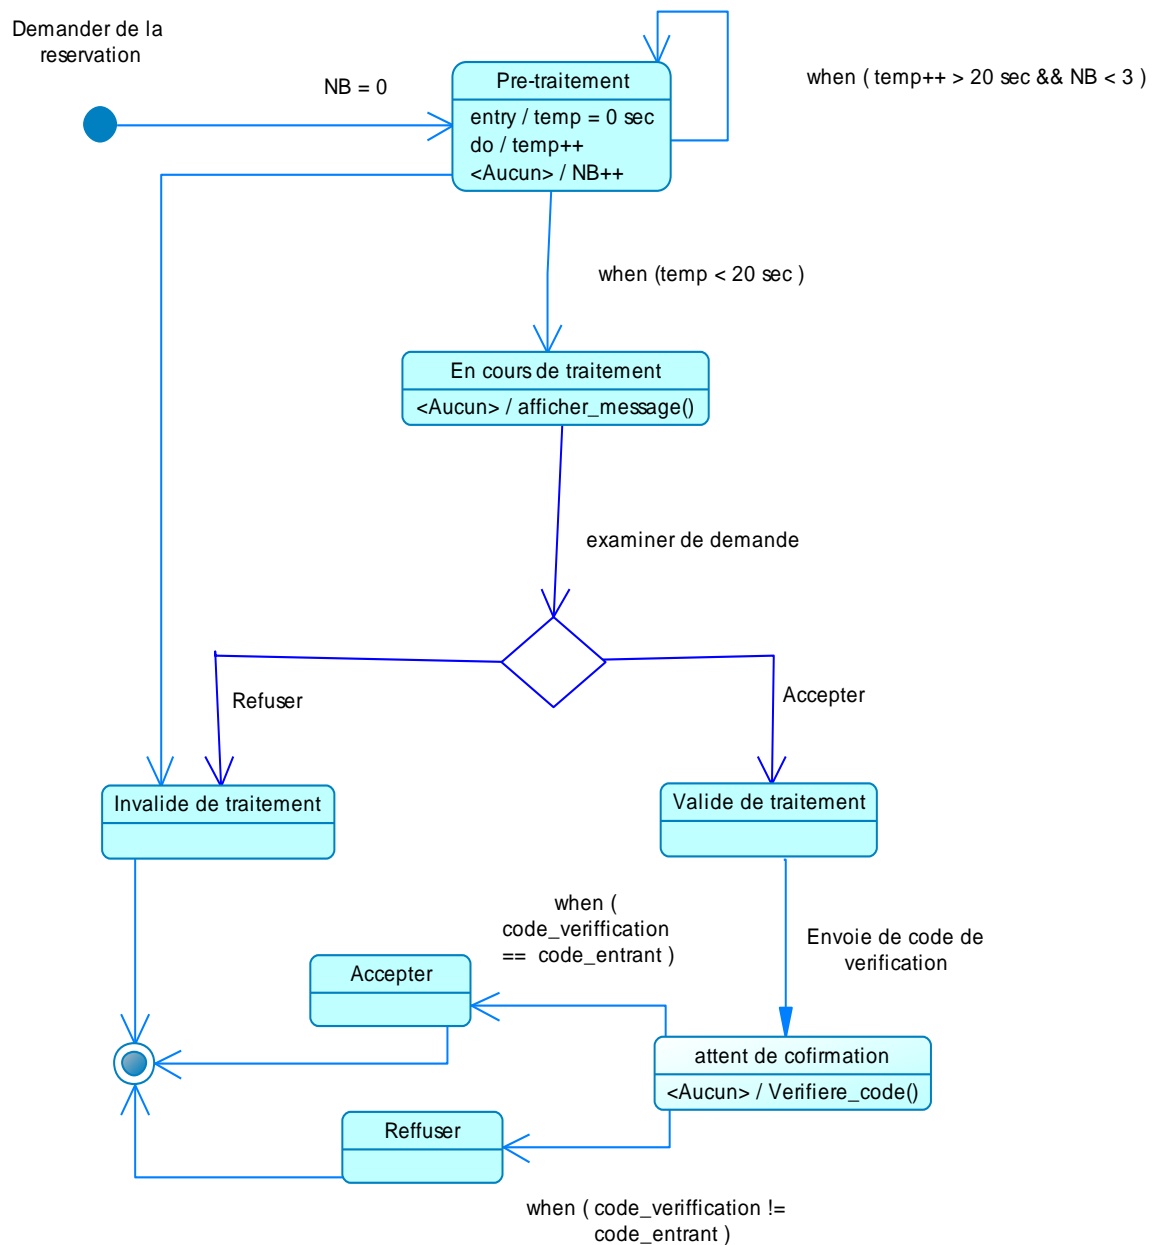 Demander de la
reservation
NB = 0
Pre-traitement
entry / temp = 0 sec
do / temp++
<Aucun> / NB++
when ( temp++ > 20 sec && NB < 3 )
when (temp < 20 sec )
En cours de traitement
<Aucun> / afficher_message()
examiner de demande
Refuser
Accepter
Invalide de traitement
Valide de traitement
when (
code_veriffication
== code_entrant )
Envoie de code de
verification
Accepter
attent de cofirmation
<Aucun> / Verifiere_code()
Reffuser
when ( code_veriffication !=
code_entrant )